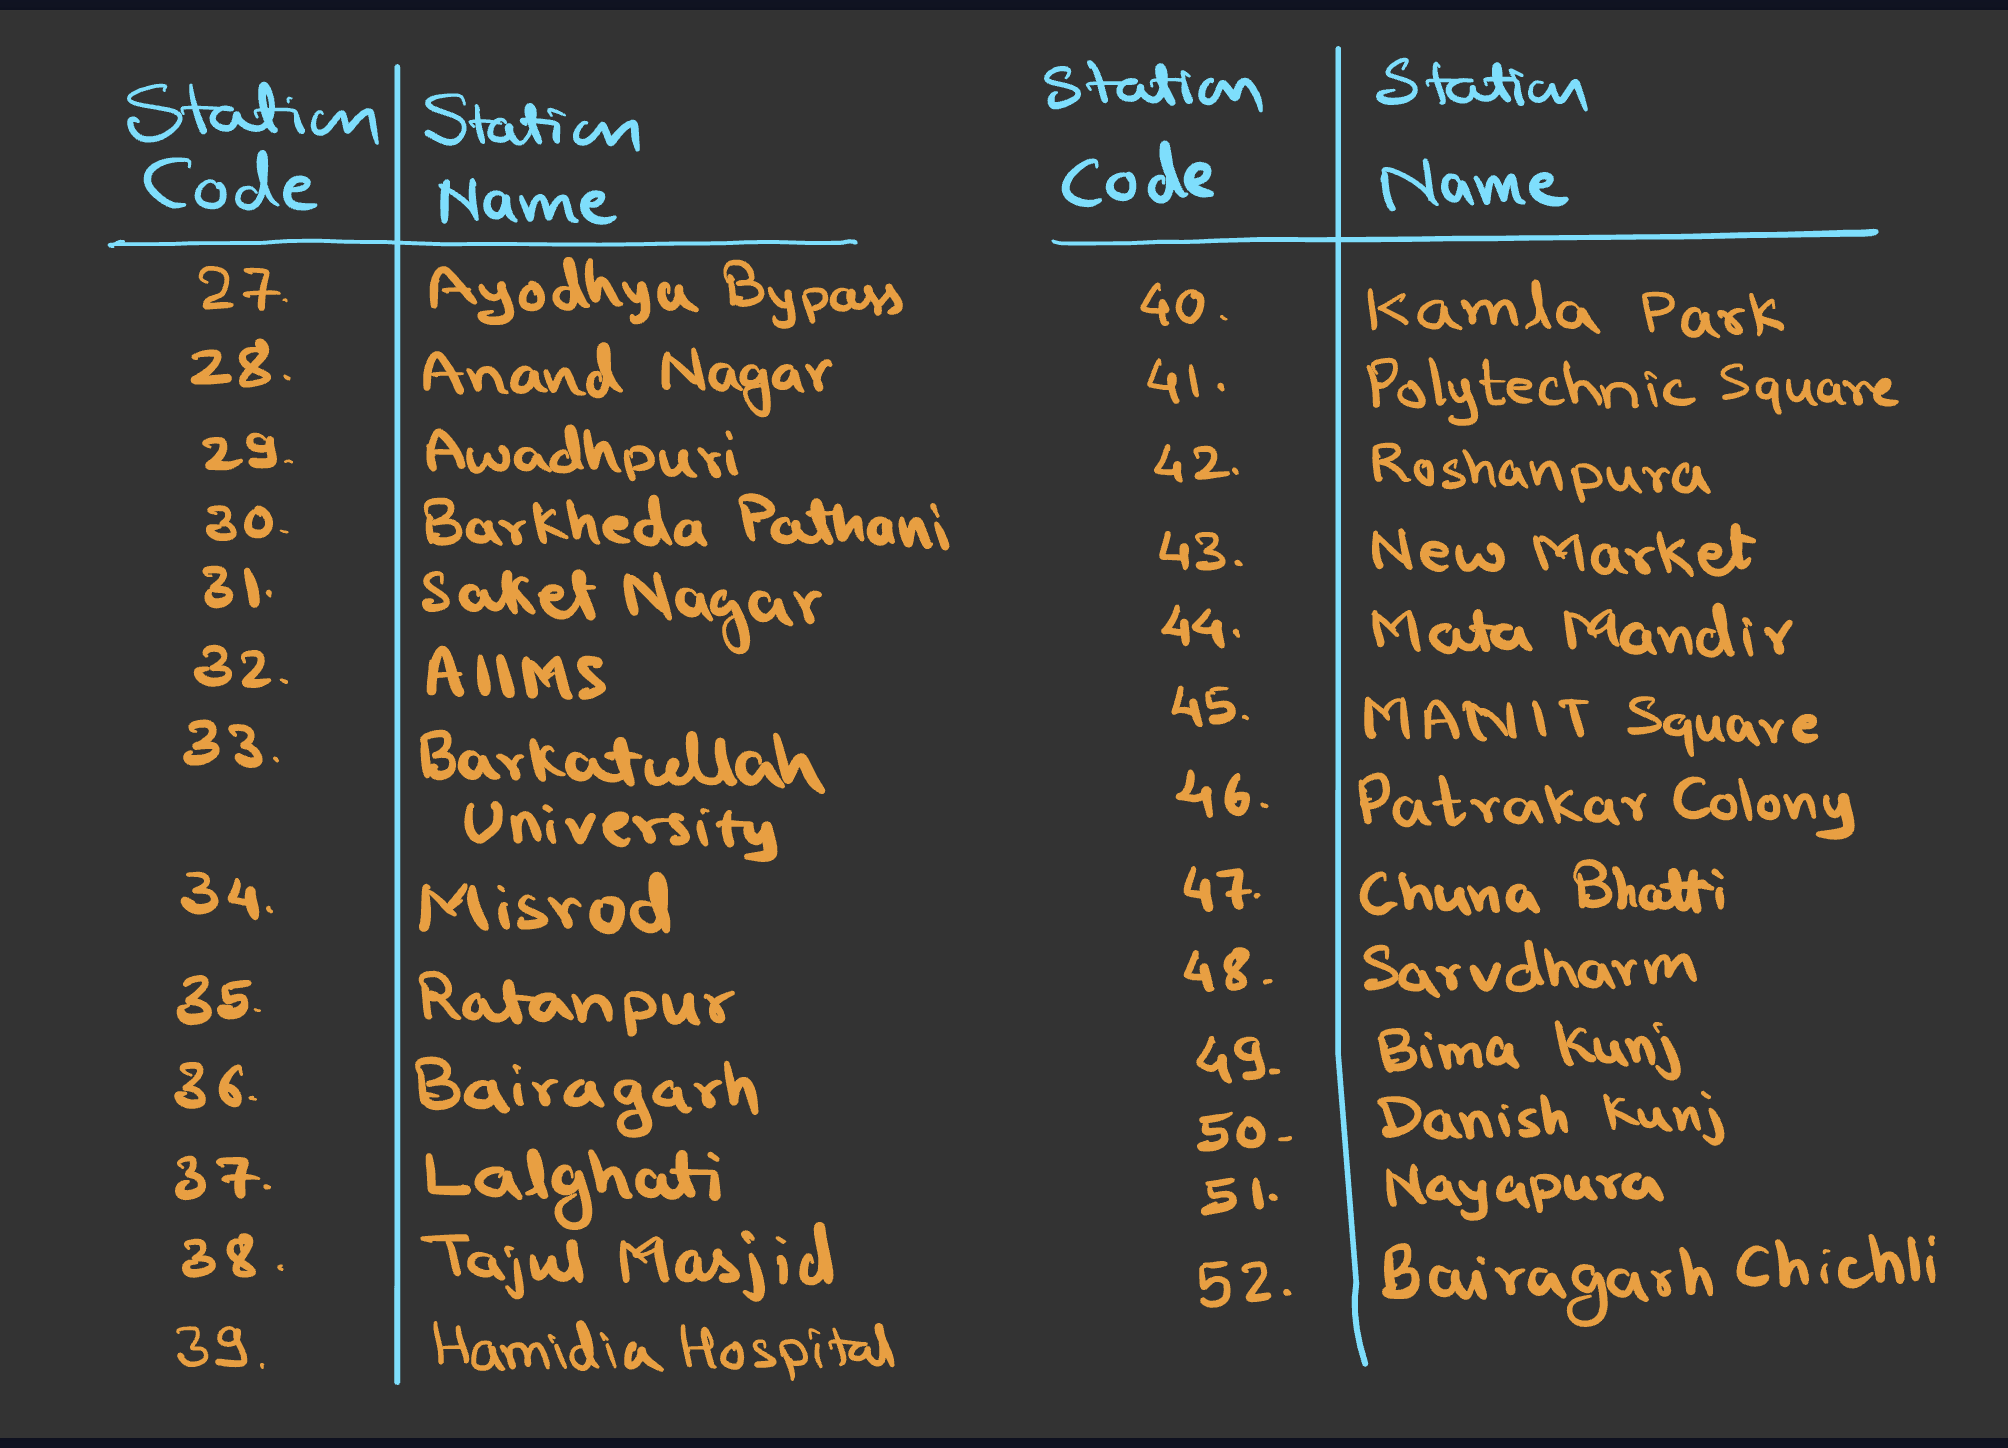 Station Code | Station Name
27. Ayodhya Bypass
28. Anand Nagar
29. Awadhpuri
30. Barkheda Pathani
31. Saket Nagar
32. AIIMS
33. Barkatullah
University
34. Misrod
35. Ratanpur
36. Bairagarh
37. Lalghati
38. Tajul Masjid
39. Hamidia Hospital
Station Code | Station Name
40. Kamla Park
41. Polytechnic Square
42. Roshanpura
43. New Market
44. Mata Mandir
45. MANIT Square
46. Patrakar Colony
47. Chuna Bhatti
48. Sarvdharm
49. Bima Kunj
50. Danish Kunj
51. Nayapura
52. Bairagarh Chichli